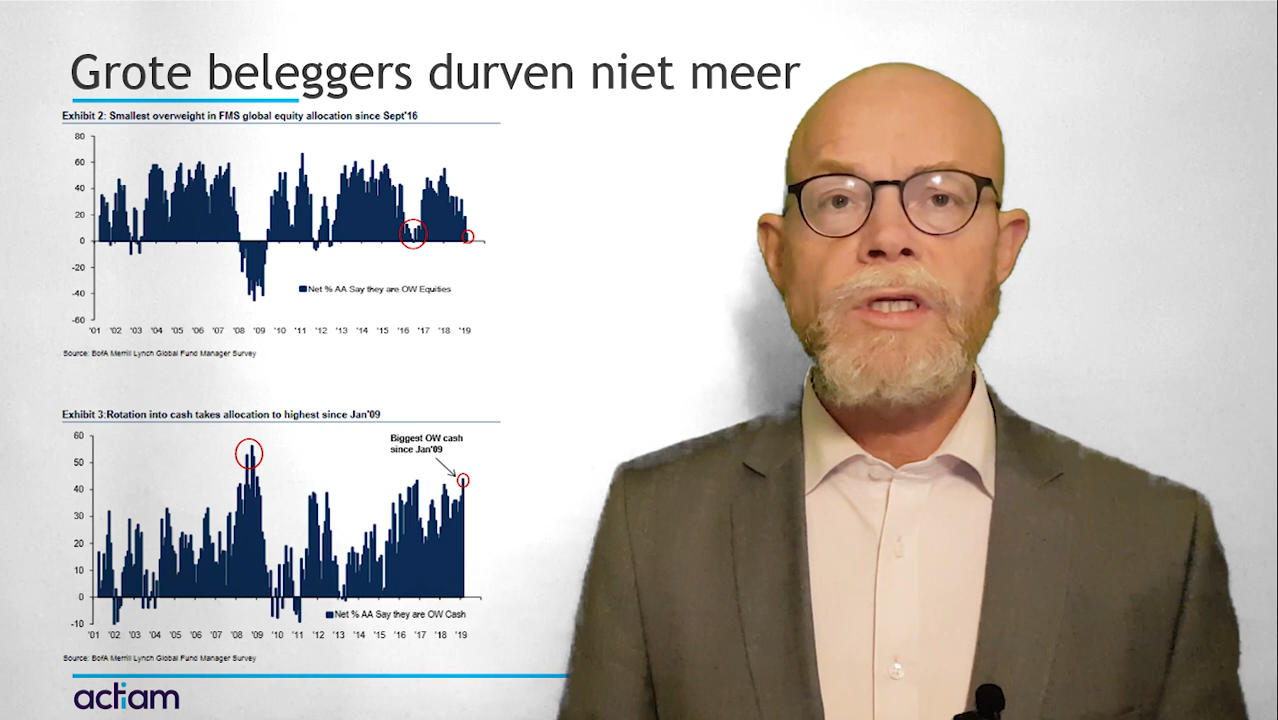 Grote beleggers durven niet meer
Exhibit 2: Smallest overweight in FMS global equity allocation since Sept'16
80
60
40
20
0
-20
-40
-60
Net % AA Say they are OW Equities
'01 '02 '03 '04 '05 '06 '07 '08 '09 '10 '11 '12 '13 '14 '15 '16 '17 '18 '19
Source: BofA Merrill Lynch Global Fund Manager Survey
Exhibit 3:Rotation into cash takes allocation to highest since Jan'09
Biggest OW cash
since Jan'09
60
50
40
30
20
10
0
-10
Net % AA Say they are OW Cash
'01 '02 '03 '04 '05 '06 '07 '08 '09 '10 '11 '12 '13 '14 '15 '16 '17 '18 '19
Source: BofA Merrill Lynch Global Fund Manager Survey
actiam